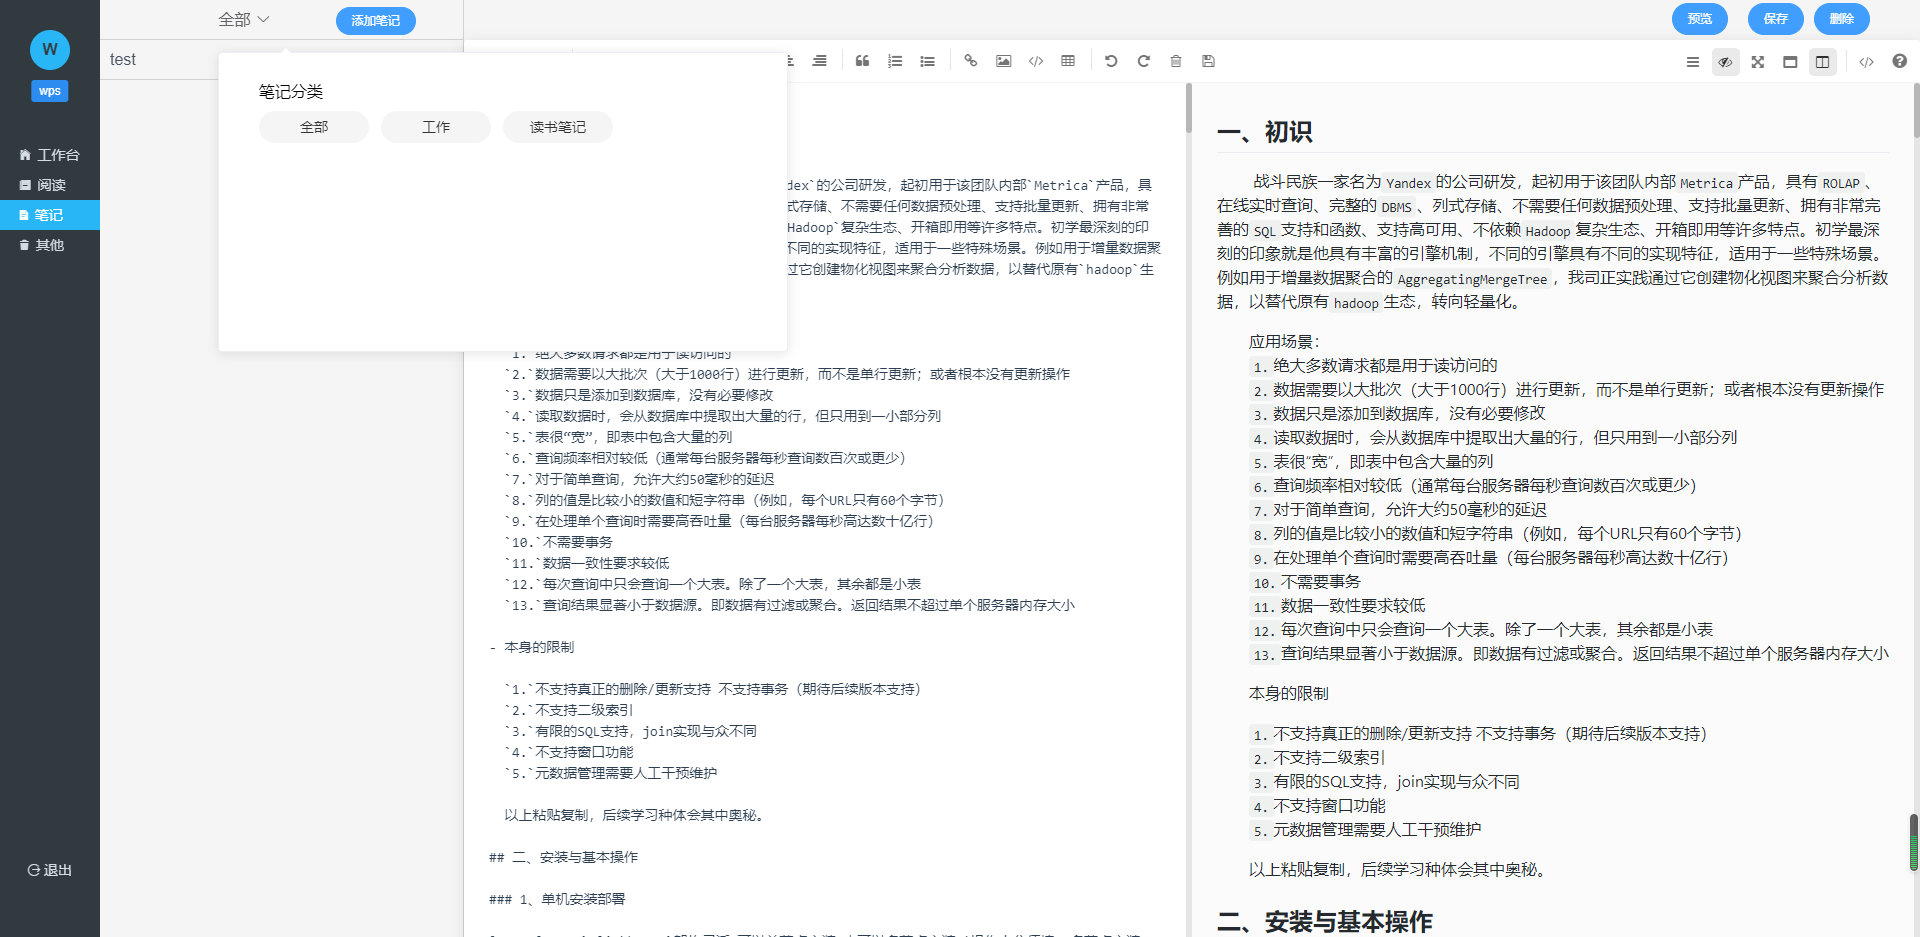 W
wps
工作台
阅读
笔记
其他
退出
全部
添加笔记
test
笔记分类
全部
工作
读书笔记
预览
保存
删除
dex`的公司研发，起初用于该团队内部`Metrica`产品，具
式存储、不需要任何数据预处理、支持批量更新、拥有非常
Hadoop`复杂生态、开箱即用等许多特点。初学最深刻的印
不同的实现特征，适用于一些特殊场景。例如用于增量数据聚
过它创建物化视图来聚合分析数据，以替代原有`hadoop`生
`1.`绝大多数请求都是用于读访问的
`2.`数据需要以大批次（大于1000行）进行更新，而不是单行更新；或者根本没有更新操作
`3.`数据只是添加到数据库，没有必要修改
`4.`读取数据时，会从数据库中提取出大量的行，但只用到一小部分列
`5.`表很“宽”，即表中包含大量的列
`6.`查询频率相对较低（通常每台服务器每秒查询数百次或更少）
`7.`对于简单查询，允许大约50毫秒的延迟
`8.`列的值是比较小的数值和短字符串（例如，每个URL只有60个字节）
`9.`在处理单个查询时需要高吞吐量（每台服务器每秒高达数十亿行）
`10.`不需要事务
`11.`数据一致性要求较低
`12.`每次查询中只会查询一个大表。除了一个大表，其余都是小表
`13.`查询结果显著小于数据源。即数据有过滤或聚合。返回结果不超过单个服务器内存大小
- 本身的限制
`1.`不支持真正的删除/更新支持 不支持事务（期待后续版本支持）
`2.`不支持二级索引
`3.`有限的SQL支持，join实现与众不同
`4.`不支持窗口功能
`5.`元数据管理需要人工干预维护
以上粘贴复制，后续学习种体会其中奥秘。
## 二、安装与基本操作
### 1、单机安装部署
一、初识
战斗民族一家名为 Yandex 的公司研发，起初用于该团队内部 Metrica 产品，具有 ROLAP 、
在线实时查询、完整的 DBMS 、列式存储、不需要任何数据预处理、支持批量更新、拥有非常完
善的 SQL 支持和函数、支持高可用、不依赖 Hadoop 复杂生态、开箱即用等许多特点。初学最深
刻的印象就是他具有丰富的引擎机制，不同的引擎具有不同的实现特征，适用于一些特殊场景。
例如用于增量数据聚合的 AggregatingMergeTree ，我司正实践通过它创建物化视图来聚合分析数
据，以替代原有 hadoop 生态，转向轻量化。
应用场景：
1. 绝大多数请求都是用于读访问的
2. 数据需要以大批次（大于1000行）进行更新，而不是单行更新；或者根本没有更新操作
3. 数据只是添加到数据库，没有必要修改
4. 读取数据时，会从数据库中提取出大量的行，但只用到一小部分列
5. 表很“宽”，即表中包含大量的列
6. 查询频率相对较低（通常每台服务器每秒查询数百次或更少）
7. 对于简单查询，允许大约50毫秒的延迟
8. 列的值是比较小的数值和短字符串（例如，每个URL只有60个字节）
9. 在处理单个查询时需要高吞吐量（每台服务器每秒高达数十亿行）
10. 不需要事务
11. 数据一致性要求较低
12. 每次查询中只会查询一个大表。除了一个大表，其余都是小表
13. 查询结果显著小于数据源。即数据有过滤或聚合。返回结果不超过单个服务器内存大小
本身的限制
1. 不支持真正的删除/更新支持 不支持事务（期待后续版本支持）
2. 不支持二级索引
3. 有限的SQL支持，join实现与众不同
4. 不支持窗口功能
5. 元数据管理需要人工干预维护
以上粘贴复制，后续学习种体会其中奥秘。
二、安装与基本操作